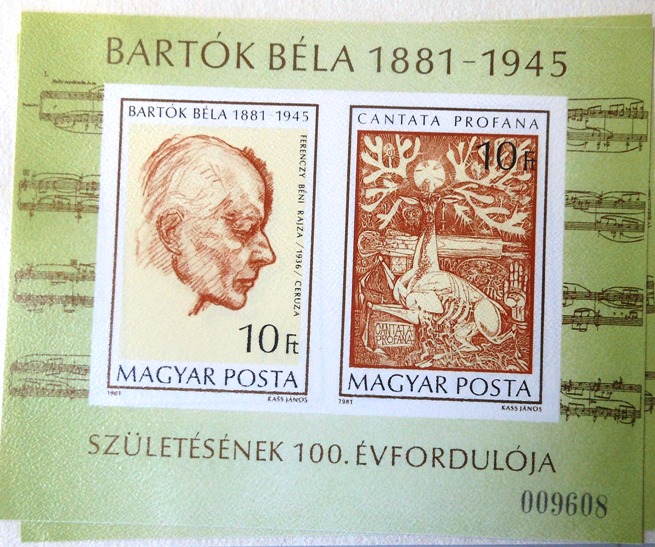 BARTÓK BÉLA 1881-1945
BARTÓK BÉLA 1881-1945
FERENCZY BÉNI RAJZA /1936/ CERUZA
10 Ft
MAGYAR POSTA
1981
KASS JÁNOS
CANTATA PROFANA
10 Ft
CANTATA
PROFANA
MAGYAR POSTA
1981
KASS JÁNOS
SZÜLETÉSÉNEK 100. ÉVFORDULÓJA
009608